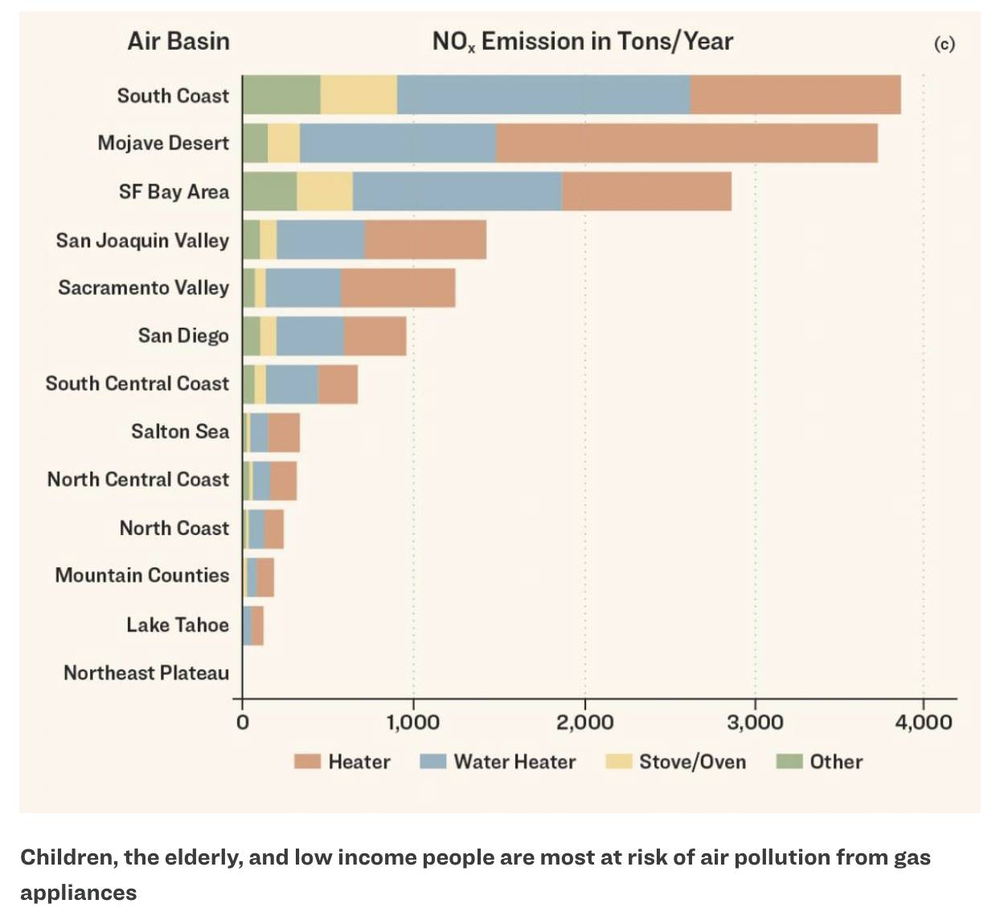 Air Basin
NOx Emission in Tons/Year
(c)
South Coast
Mojave Desert
SF Bay Area
San Joaquin Valley
Sacramento Valley
San Diego
South Central Coast
Salton Sea
North Central Coast
North Coast
Mountain Counties
Lake Tahoe
Northeast Plateau
0 1,000 2,000 3,000 4,000
Heater Water Heater Stove/Oven Other
Children, the elderly, and low income people are most at risk of air pollution from gas
appliances